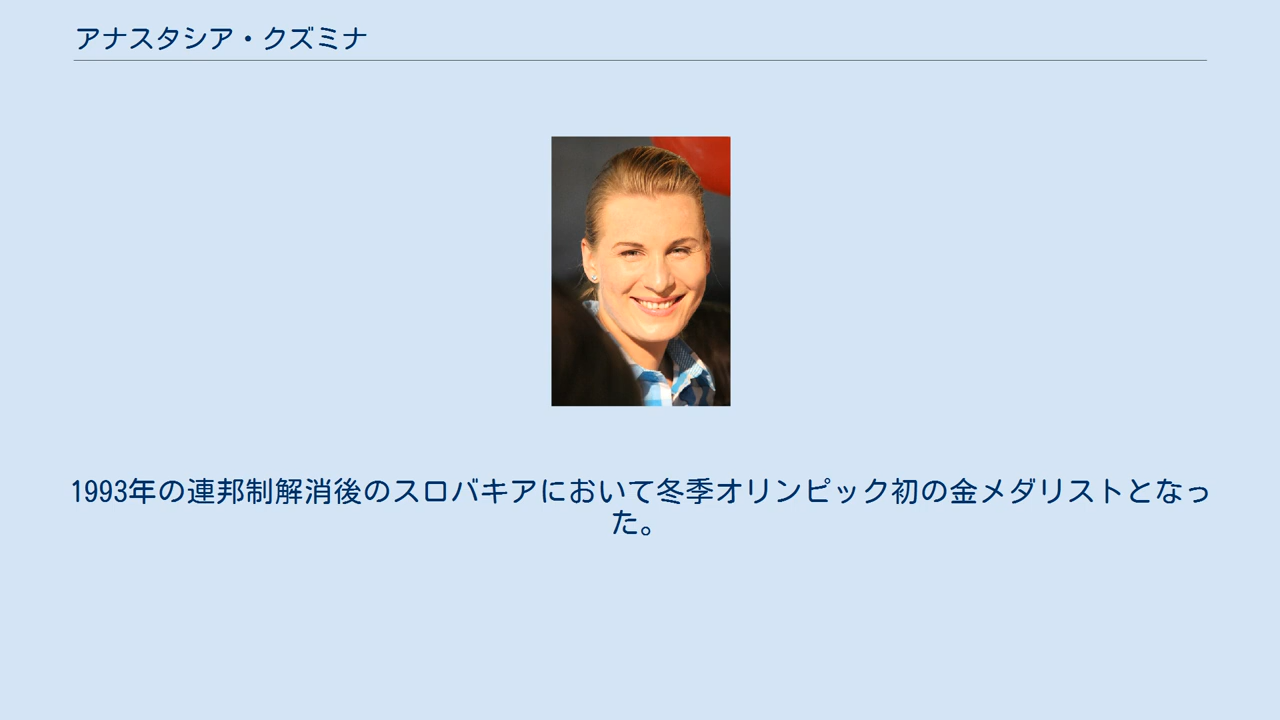 アナスタシア・クズミナ
1993年の連邦制解消後のスロバキアにおいて冬季オリンピック初の金メダリストとなっ
た。